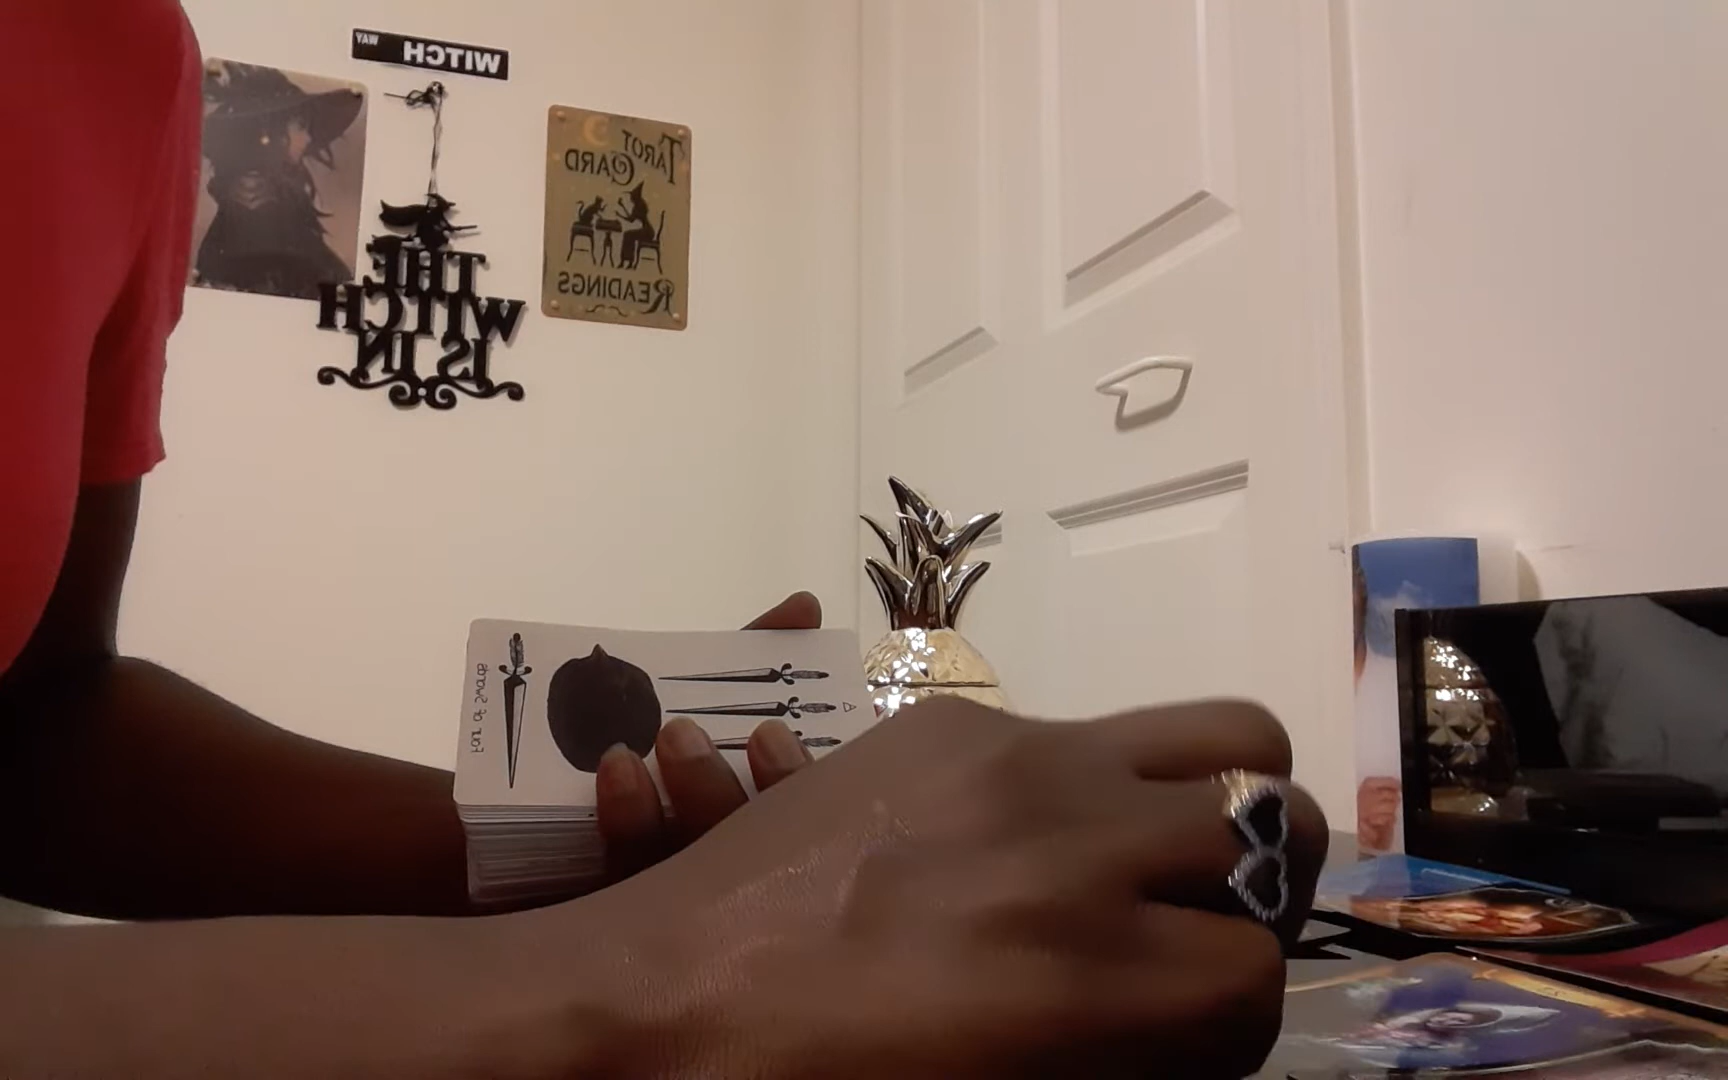 WITCH WAY
THE
WITCH
IS IN
TAROT
CARD
READINGS
Four of Swords